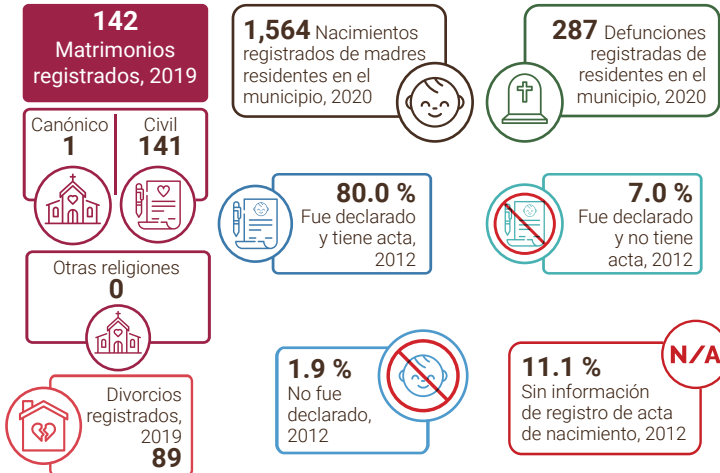 142
Matrimonios
registrados, 2019
Canónico
1
Civil
141
Otras religiones
0
Divorcios
registrados,
2019
89
1,564 Nacimientos
registrados de madres
residentes en el
municipio, 2020
287 Defunciones
registradas de
residentes en el
municipio, 2020
80.0 %
Fue declarado
y tiene acta,
2012
7.0 %
Fue declarado
y no tiene
acta, 2012
1.9 %
No fue
declarado,
2012
N/A
11.1 %
Sin información
de registro de acta
de nacimiento, 2012